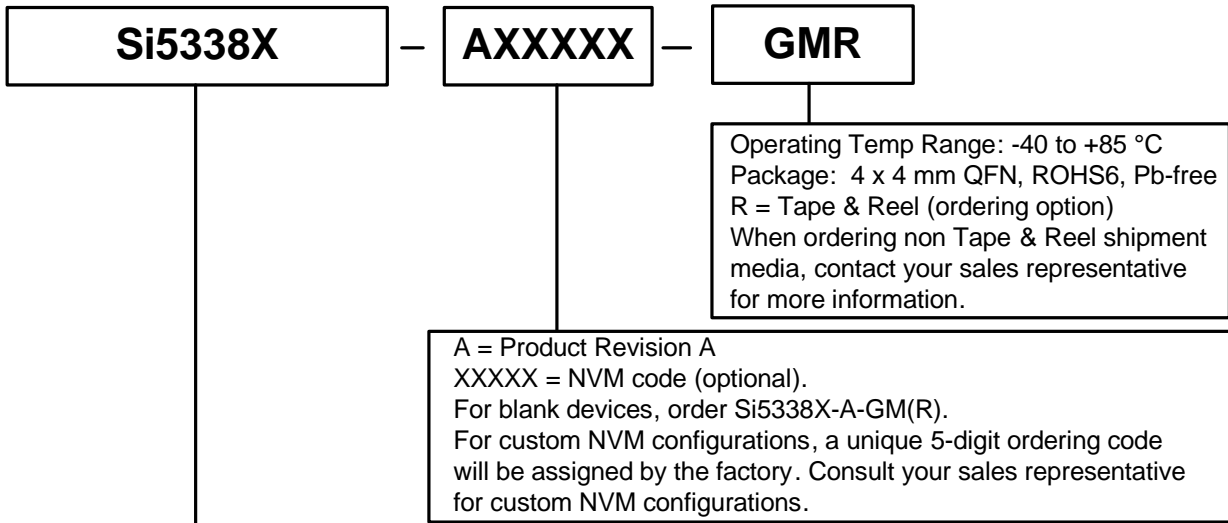 Si5338X – AXXXXX – GMR
Operating Temp Range: -40 to +85 °C
Package: 4 x 4 mm QFN, ROHS6, Pb-free
R = Tape & Reel (ordering option)
When ordering non Tape & Reel shipment
media, contact your sales representative
for more information.
A = Product Revision A
XXXXX = NVM code (optional).
For blank devices, order Si5338X-A-GM(R).
For custom NVM configurations, a unique 5-digit ordering code
will be assigned by the factory. Consult your sales representative
for custom NVM configurations.